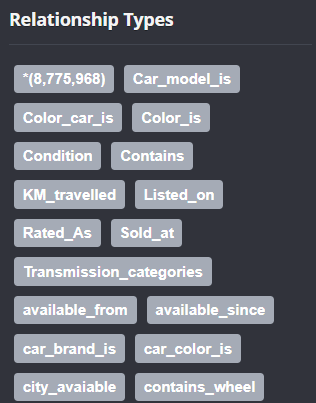 Relationship Types
*(8,775,968) Car_model_is
Color_car_is Color_is
Condition Contains
KM_travelled Listed_on
Rated_As Sold_at
Transmission_categories
available_from available_since
car_brand_is car_color_is
city_avaiable contains_wheel